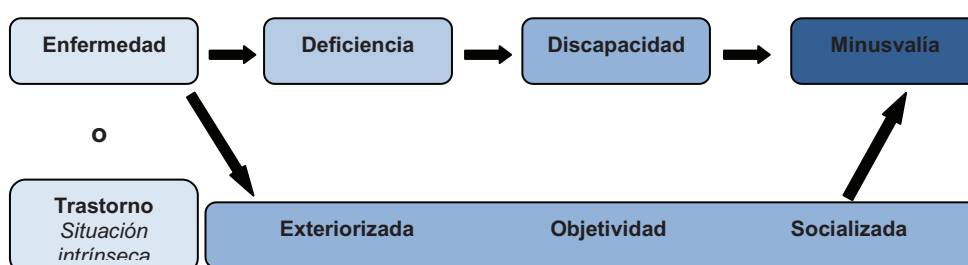 Enfermedad
Deficiencia
Discapacidad
Minusvalía
o
Trastorno
Situación
intrínseca
Exteriorizada
Objetividad
Socializada